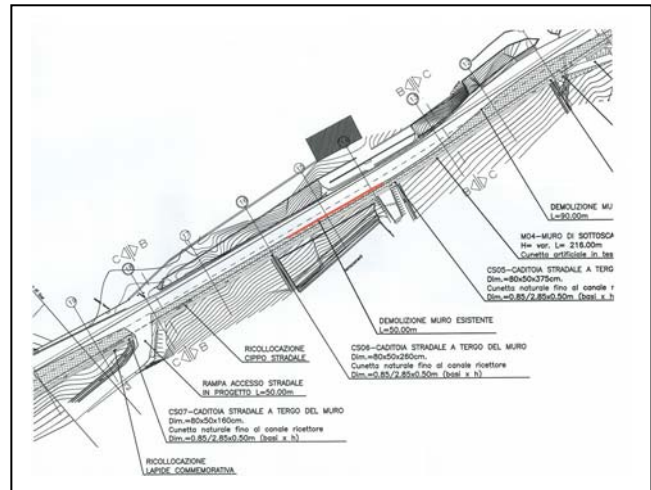 DEMOLIZIONE MU
L=90.00m
M04-MURO DI SOTTOSCA
H= var. L= 216.00m
Cunetta artificiale in tes
CS05-CADITOIA STRADALE A TERGO
Dim.=80x50x375cm.
Cunetta naturale fino al canale r
Dim.=0.85/2.85x0.50m (basi x h
DEMOLIZIONE MURO ESISTENTE
L=50.00m
CS06-CADITOIA STRADALE A TERGO DEL MURO
Dim.=80x50x260cm.
Cunetta naturale fino al canale ricettore
Dim.=0.85/2.85x0.50m (basi x h)
RICOLLOCAZIONE
CIPPO STRADALE
RAMPA ACCESSO STRADALE
IN PROGETTO L=50.00m
CS07-CADITOIA STRADALE A TERGO DEL MURO
Dim.=80x50x160cm.
Cunetta naturale fino al canale ricettore
Dim.=0.85/2.85x0.50m (basi x h)
RICOLLOCAZIONE
LAPIDE COMMEMORATIVA
B
C
B
C
C
B
C
B